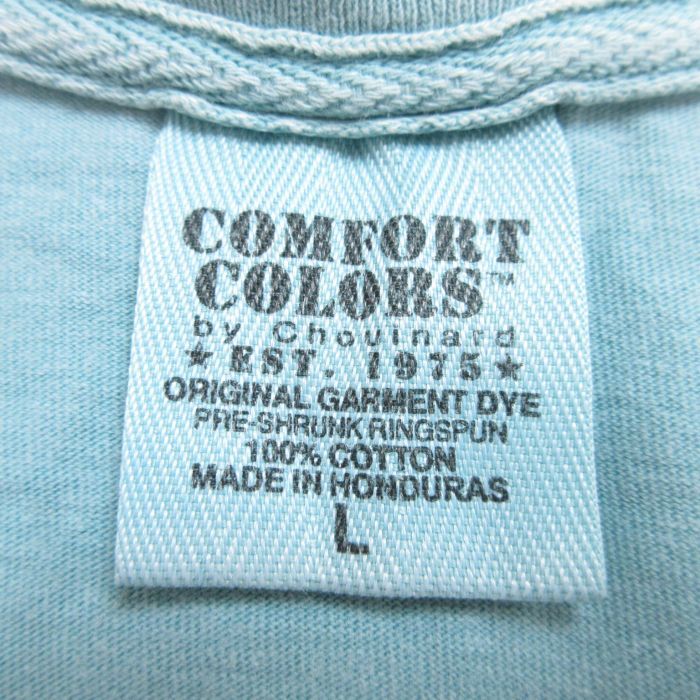 COMFORT
COLORS™
by Chouinard
★ EST. 1975 ★
ORIGINAL GARMENT DYE
PRE-SHRUNK RINGSPUN
100% COTTON
MADE IN HONDURAS
L